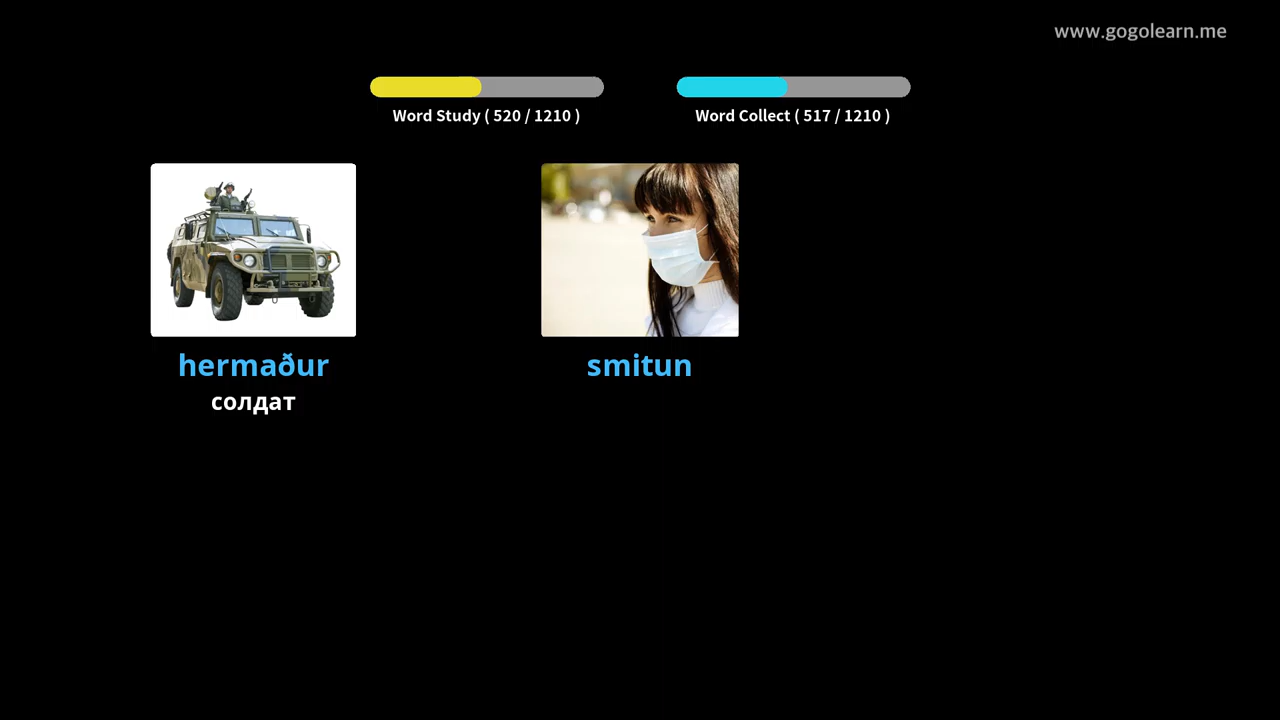 www.gogolearn.me
Word Study ( 520 / 1210 )
Word Collect ( 517 / 1210 )
hermaður
солдат
smitun